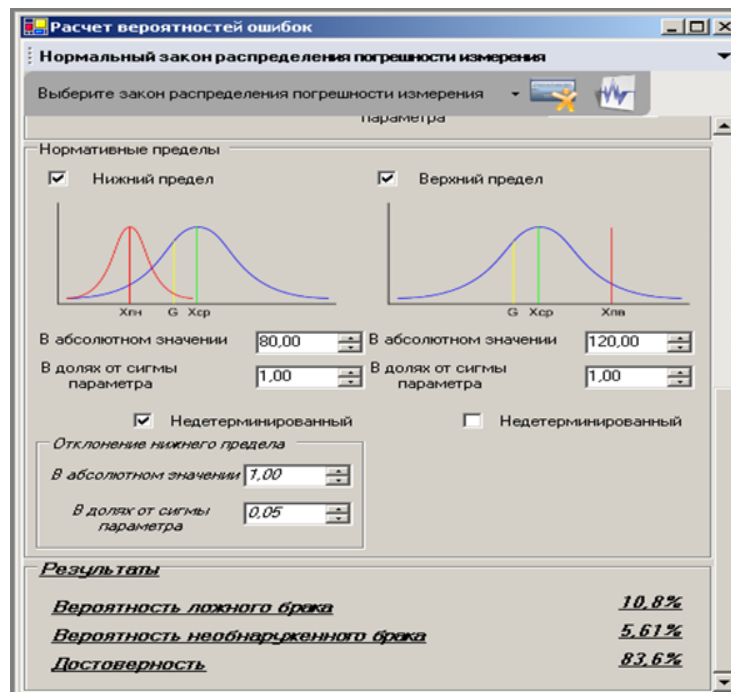 Расчет вероятностей ошибок
Нормальный закон распределения погрешности измерения
Выберите закон распределения погрешности измерения
параметра
Нормативные пределы
Нижний предел
Верхний предел
Xпн G Xср
G Xср Xпв
В абсолютном значении 80,00
В абсолютном значении 120,00
В долях от сигмы
параметра
1,00
В долях от сигмы
параметра
1,00
Недетерминированный
Недетерминированный
Отклонение нижнего предела
В абсолютном значении 1,00
В долях от сигмы
параметра
0,05
Результаты
Вероятность ложного брака 10,8%
Вероятность необнаруженного брака 5,61%
Достоверность 83,6%